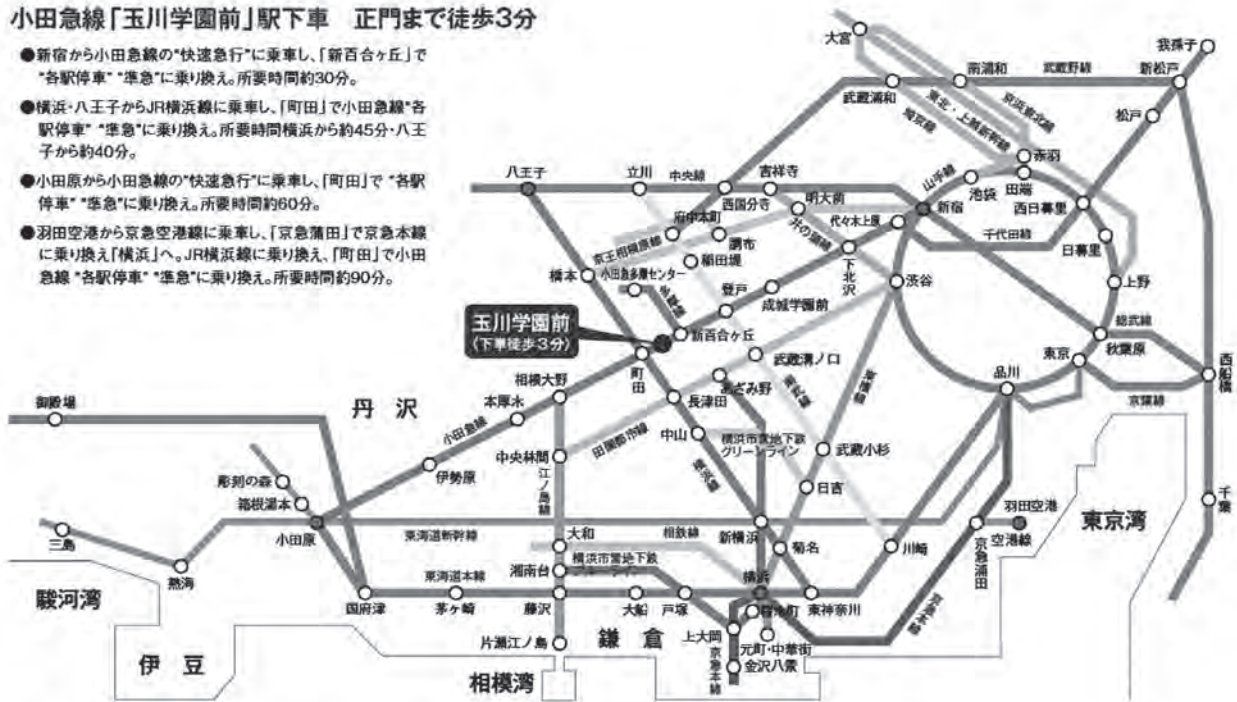 小田急線「玉川学園前」駅下車　正門まで徒歩3分
●新宿から小田急線の"快速急行"に乗車し、「新百合ヶ丘」で
"各駅停車" "準急"に乗り換え。所要時間約30分。
●横浜・八王子からJR横浜線に乗車し、「町田」で小田急線"各
駅停車" "準急"に乗り換え。所要時間横浜から約45分・八王
子から約40分。
●小田原から小田急線の"快速急行"に乗車し、「町田」で "各駅
停車" "準急"に乗り換え。所要時間約60分。
●羽田空港から京急空港線に乗車し、「京急蒲田」で京急本線
に乗り換え「横浜」へ。JR横浜線に乗り換え、「町田」で小田
急線 "各駅停車" "準急"に乗り換え。所要時間約90分。
大宮
我孫子
南浦和
武蔵野線
新松戸
武蔵浦和
東北・上越新幹線
京浜東北線
埼京線
松戸
赤羽
八王子
立川
中央線
吉祥寺
山手線
池袋
田端
西国分寺
明大前
新宿
西日暮里
府中本町
代々木上原
井の頭線
千代田線
調布
京王相模原線
日暮里
稲田堤
下北沢
橋本
小田急多摩センター
登戸
成城学園前
渋谷
上野
玉川学園前
(下車徒歩3分)
新百合ヶ丘
総武線
秋葉原
東京
武蔵溝ノ口
町田
品川
西船橋
相模大野
あざみ野
東横線
京葉線
御殿場
丹沢
本厚木
長津田
小田急線
中山
横浜市営地下鉄
グリーンライン
田園都市線
中央林間
武蔵小杉
伊勢原
江ノ島線
彫刻の森
日吉
箱根湯本
千葉
羽田空港
東京湾
小田原
東海道新幹線
大和
相鉄線
新横浜
菊名
川崎
京急蒲田
空港線
三島
熱海
湘南台
横浜市営地下鉄
横浜
駿河湾
東海道本線
国府津
茅ヶ崎
藤沢
大船
戸塚
東神奈川
京急本線
上大岡
片瀬江ノ島
鎌倉
元町・中華街
伊豆
金沢八景
京急本線
相模湾